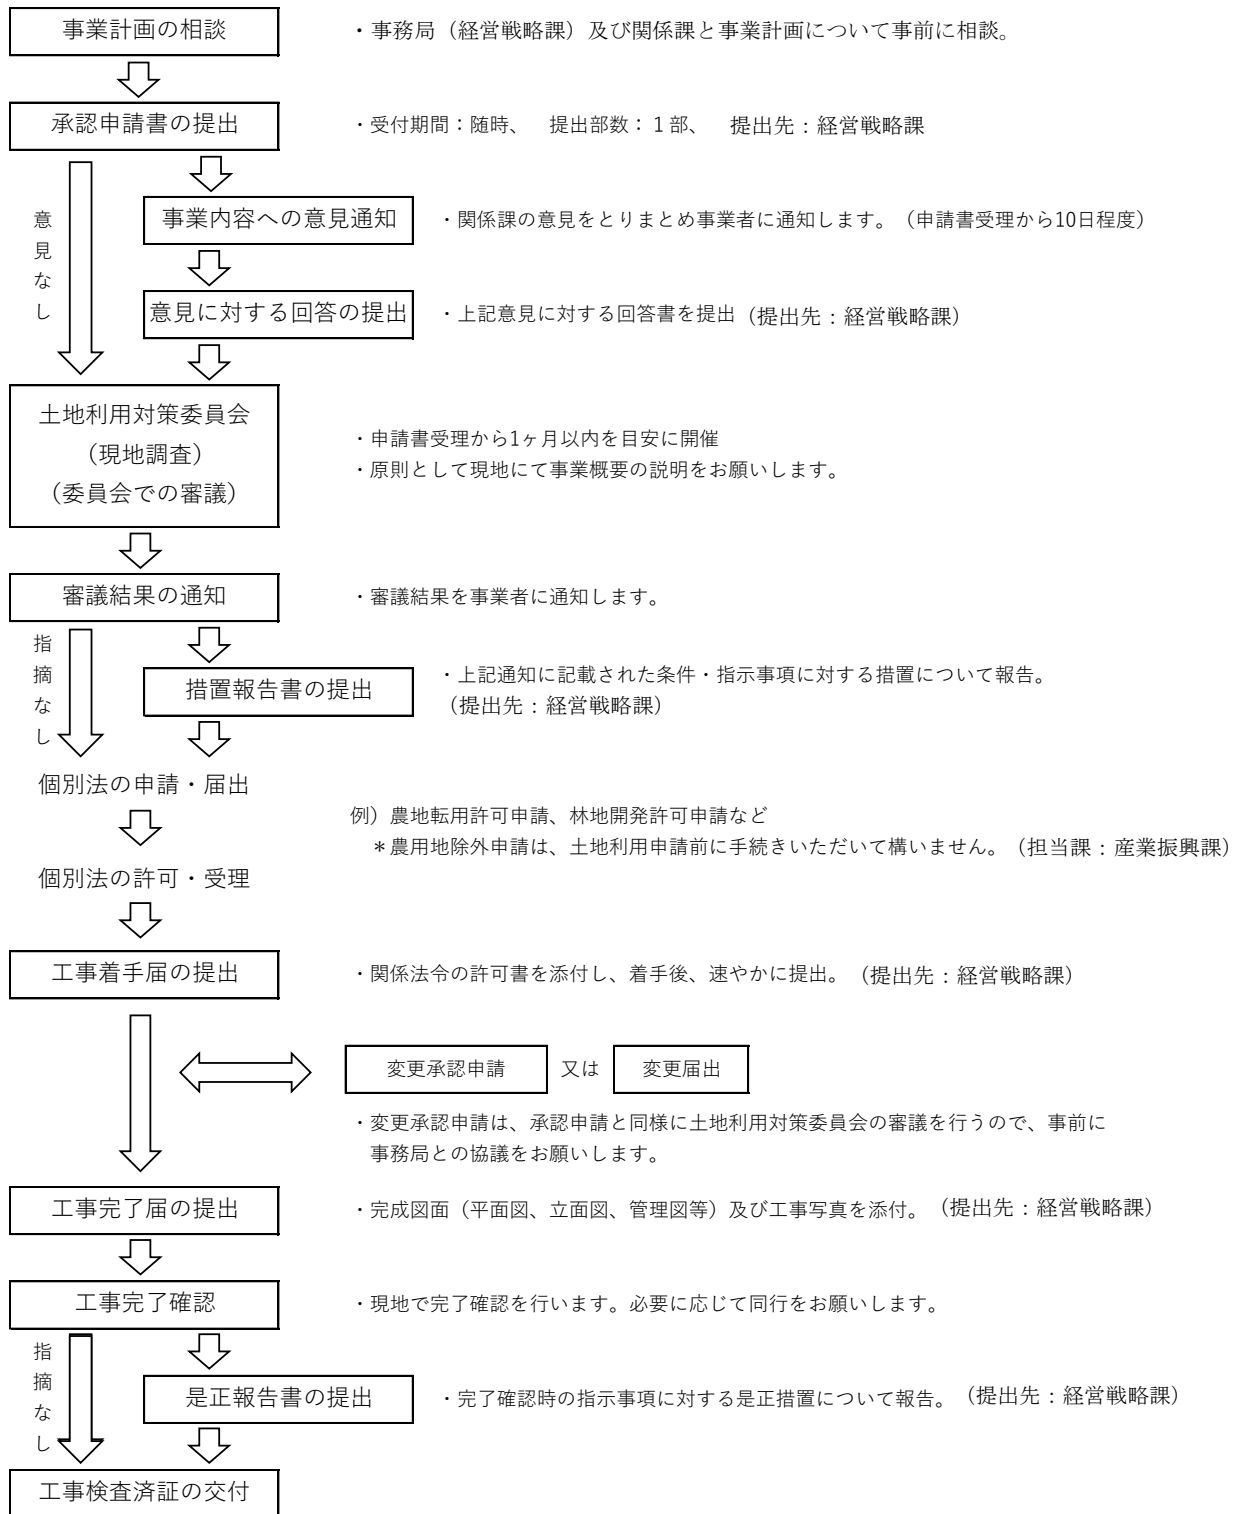 事業計画の相談
・事務局（経営戦略課）及び関係課と事業計画について事前に相談。
承認申請書の提出
・受付期間：随時、　提出部数：１部、　提出先：経営戦略課
意見なし
事業内容への意見通知
・関係課の意見をとりまとめ事業者に通知します。（申請書受理から10日程度）
意見に対する回答の提出
・上記意見に対する回答書を提出（提出先：経営戦略課）
土地利用対策委員会
（現地調査）
（委員会での審議）
・申請書受理から1ヶ月以内を目安に開催
・原則として現地にて事業概要の説明をお願いします。
審議結果の通知
・審議結果を事業者に通知します。
指摘なし
措置報告書の提出
・上記通知に記載された条件・指示事項に対する措置について報告。
（提出先：経営戦略課）
個別法の申請・届出
例）農地転用許可申請、林地開発許可申請など
＊農用地除外申請は、土地利用申請前に手続きいただいて構いません。（担当課：産業振興課）
個別法の許可・受理
工事着手届の提出
・関係法令の許可書を添付し、着手後、速やかに提出。（提出先：経営戦略課）
変更承認申請　又は　変更届出
・変更承認申請は、承認申請と同様に土地利用対策委員会の審議を行うので、事前に
事務局との協議をお願いします。
工事完了届の提出
・完成図面（平面図、立面図、管理図等）及び工事写真を添付。（提出先：経営戦略課）
工事完了確認
・現地で完了確認を行います。必要に応じて同行をお願いします。
指摘なし
是正報告書の提出
・完了確認時の指示事項に対する是正措置について報告。（提出先：経営戦略課）
工事検査済証の交付